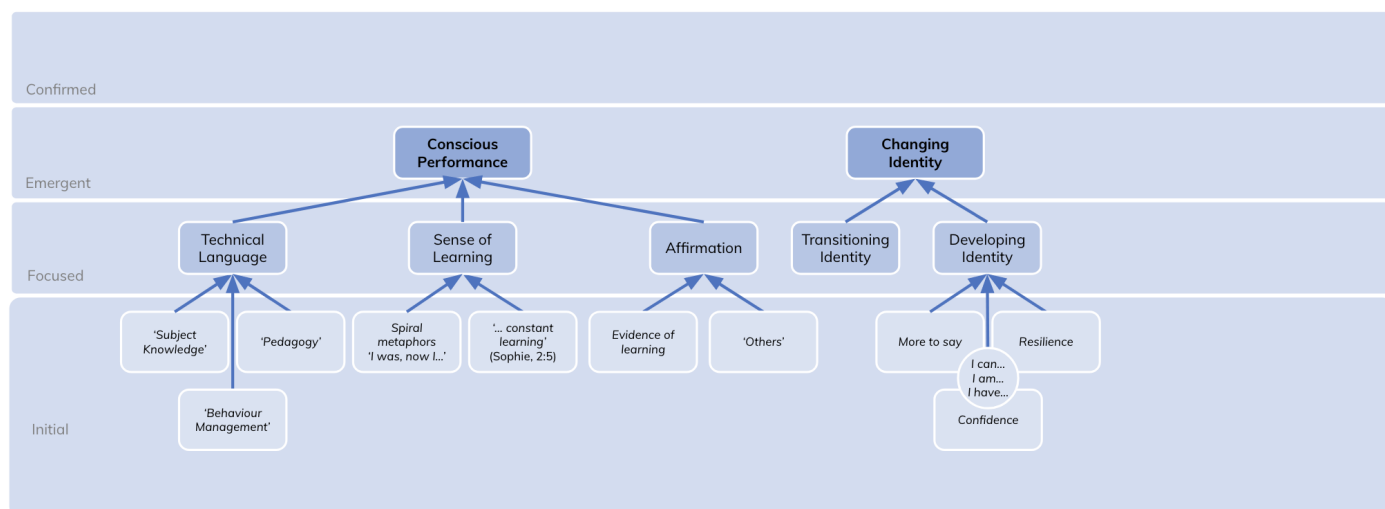 Confirmed
Conscious
Performance
Changing
Identity
Emergent
Technical
Language
Sense of
Learning
Affirmation
Transitioning
Identity
Developing
Identity
Focused
‘Subject
Knowledge’
‘Pedagogy’
Spiral
metaphors
‘I was, now I...’
‘... constant
learning’
(Sophie, 2:5)
Evidence of
learning
‘Others’
More to say
Resilience
I can...
I am...
I have...
‘Behaviour
Management’
Confidence
Initial